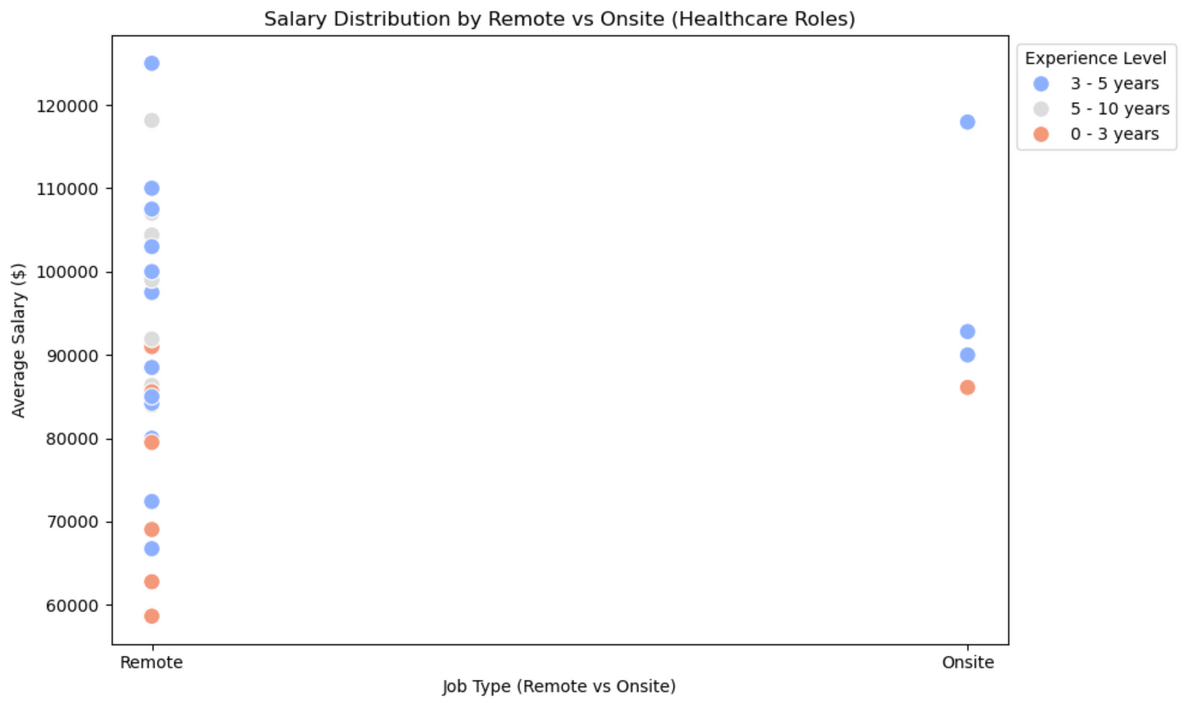 Salary Distribution by Remote vs Onsite (Healthcare Roles)
Experience Level
3 - 5 years
5 - 10 years
0 - 3 years
Average Salary ($)
120000
110000
100000
90000
80000
70000
60000
Remote
Onsite
Job Type (Remote vs Onsite)